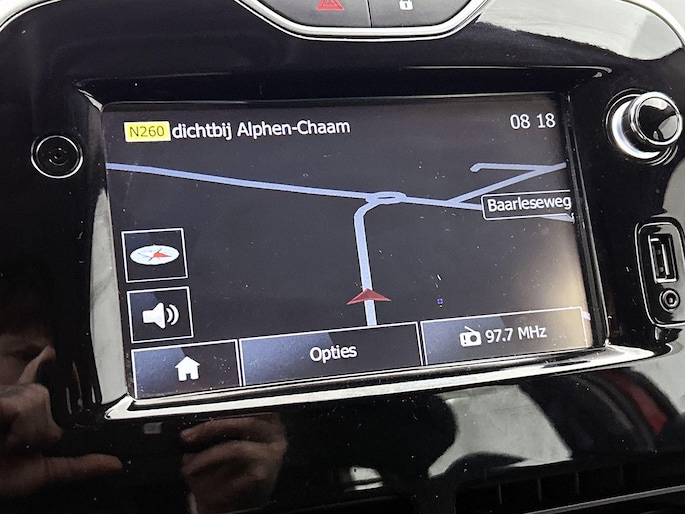 N260 dichtbij Alphen-Chaam
08 18
Baarleseweg
Opties
97.7 MHz